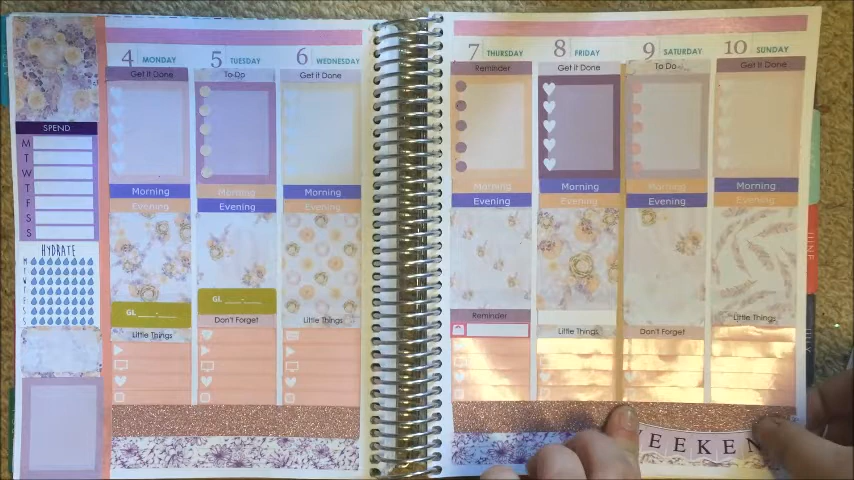 4 MONDAY
5 TUESDAY
6 WEDNESDAY
7 THURSDAY
8 FRIDAY
9 SATURDAY
10 SUNDAY
Get it Done
To Do
Get it Done
Reminder
Get it Done
To Do
Get it Done
SPEND
M
T
W
T
F
S
S
Morning
Morning
Morning
Morning
Morning
Morning
Morning
Evening
Evening
Evening
Evening
Evening
Evening
Evening
HYDRATE
M
T
W
T
F
S
S
GL
GL
Little Things
Don't Forget
Little Things
Reminder
Little Things
Don't Forget
Little Things
WEEKEN
JUNE
JULY